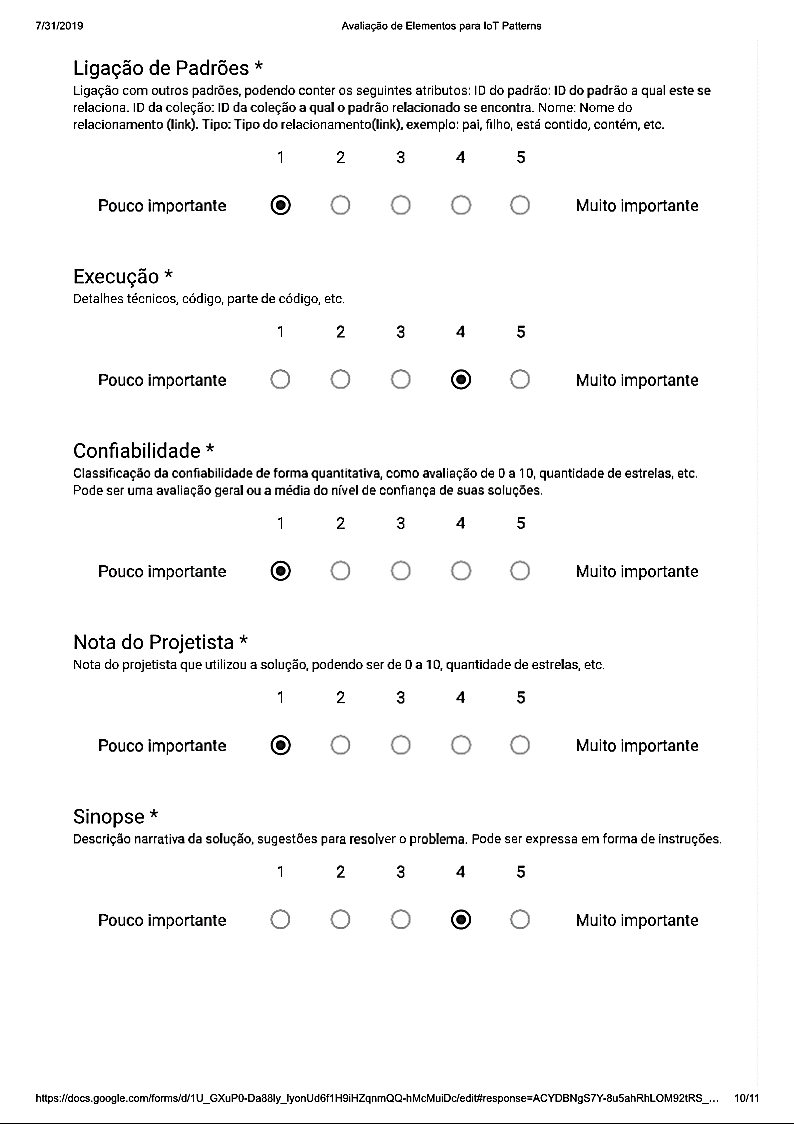 7/31/2019 Avaliação de Elementos para IoT Patterns
Ligação de Padrões *
Ligação com outros padrões, podendo conter os seguintes atributos: ID do padrão: ID do padrão a qual este se
relaciona. ID da coleção: ID da coleção a qual o padrão relacionado se encontra. Nome: Nome do
relacionamento (link). Tipo: Tipo do relacionamento(link), exemplo: pai, filho, está contido, contém, etc.
1 2 3 4 5
Pouco importante Muito importante
Execução *
Detalhes técnicos, código, parte de código, etc.
1 2 3 4 5
Pouco importante Muito importante
Confiabilidade *
Classificação da confiabilidade de forma quantitativa, como avaliação de 0 a 10, quantidade de estrelas, etc.
Pode ser uma avaliação geral ou a média do nível de confiança de suas soluções.
1 2 3 4 5
Pouco importante Muito importante
Nota do Projetista *
Nota do projetista que utilizou a solução, podendo ser de 0 a 10, quantidade de estrelas, etc.
1 2 3 4 5
Pouco importante Muito importante
Sinopse *
Descrição narrativa da solução, sugestões para resolver o problema. Pode ser expressa em forma de instruções.
1 2 3 4 5
Pouco importante Muito importante
https://docs.google.com/forms/d/1U_GXuP0-Da88Iy_IyonUd6f1H9iHZqnmQQ-hMcMuiDc/edit#response=ACYDBNgS7Y-8u5ahRhLOM92tRS_... 10/11